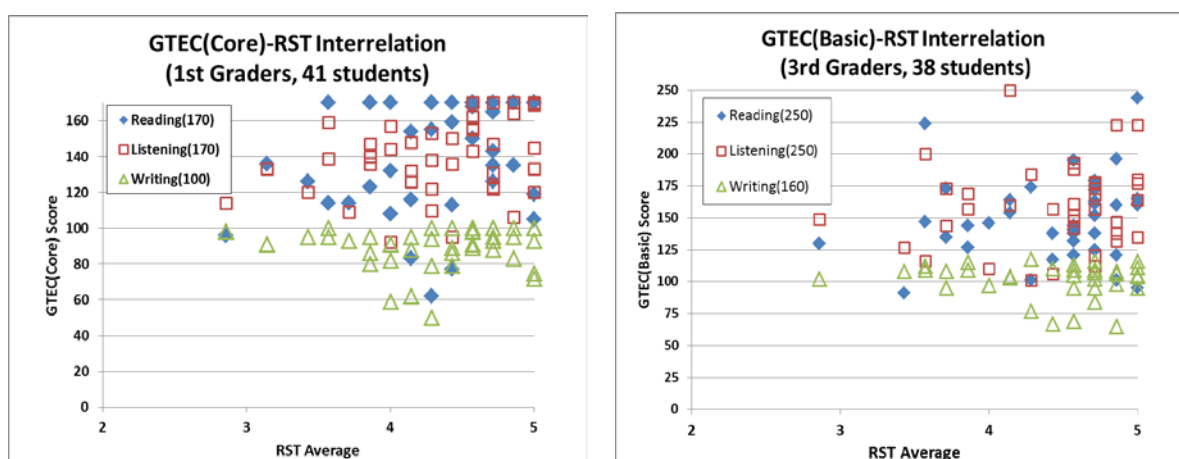 GTEC(Core)-RST Interrelation
(1st Graders, 41 students)
Reading(170)
Listening(170)
Writing(100)
GTEC(Core) Score
160
140
120
100
80
60
40
20
0
2
3
4
5
RST Average
GTEC(Basic)-RST Interrelation
(3rd Graders, 38 students)
Reading(250)
Listening(250)
Writing(160)
GTEC(Basic) Score
250
225
200
175
150
125
100
75
50
25
0
2
3
4
5
RST Average